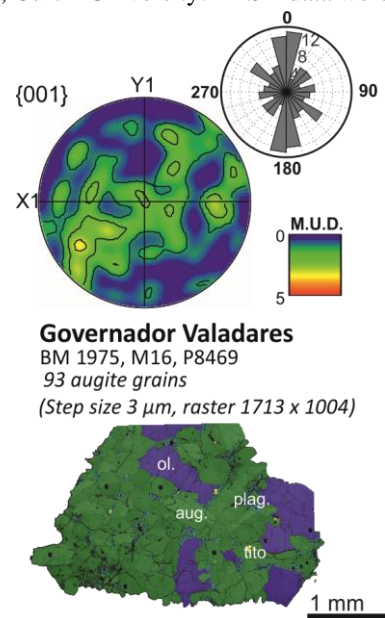 0
12
8
270
90
180
{001}
Y1
X1
M.U.D.
0
5
Governador Valadares
BM 1975, M16, P8469
93 augite grains
(Step size 3 μm, raster 1713 x 1004)
ol.
plag.
aug.
tito
1 mm